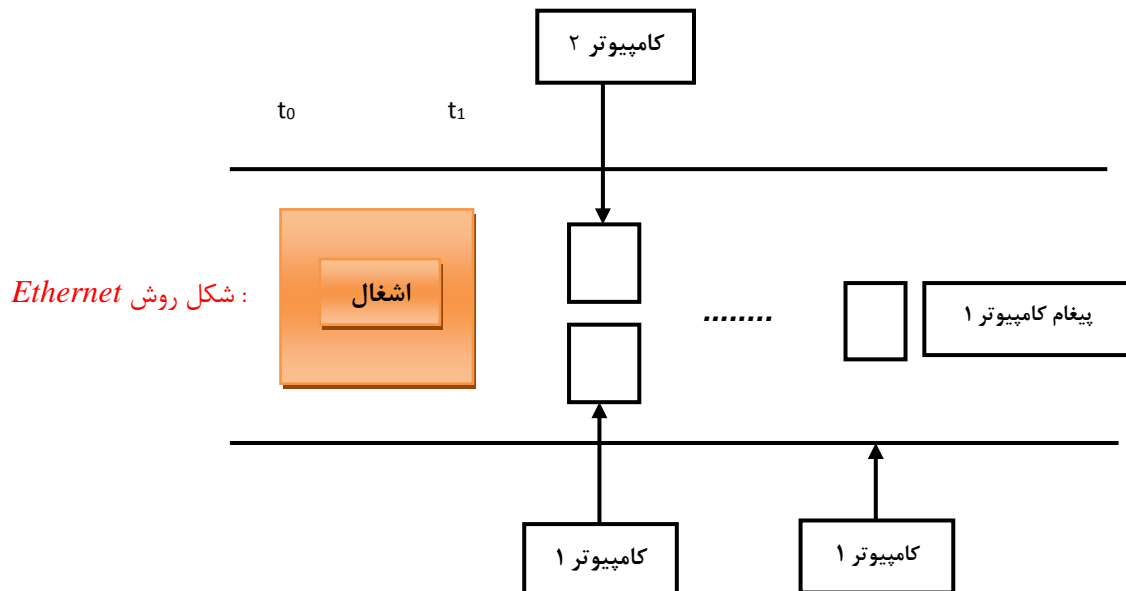 کامپیوتر ۲
t₀ t₁
شکل روش Ethernet :
اشغال
........
پیغام کامپیوتر ۱
کامپیوتر ۱
کامپیوتر ۱